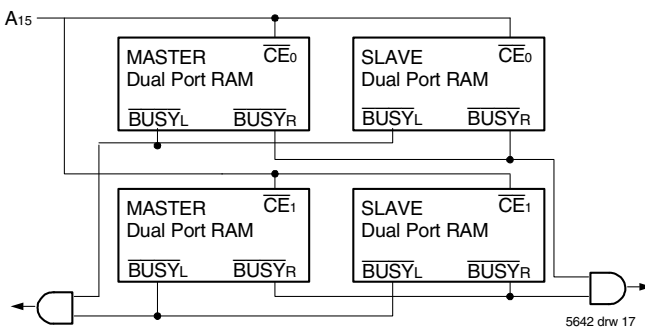 A15
MASTER
Dual Port RAM
CE0
BUSYL
BUSYR
SLAVE
Dual Port RAM
CE0
BUSYL
BUSYR
MASTER
Dual Port RAM
CE1
BUSYL
BUSYR
SLAVE
Dual Port RAM
CE1
BUSYL
BUSYR
5642 drw 17